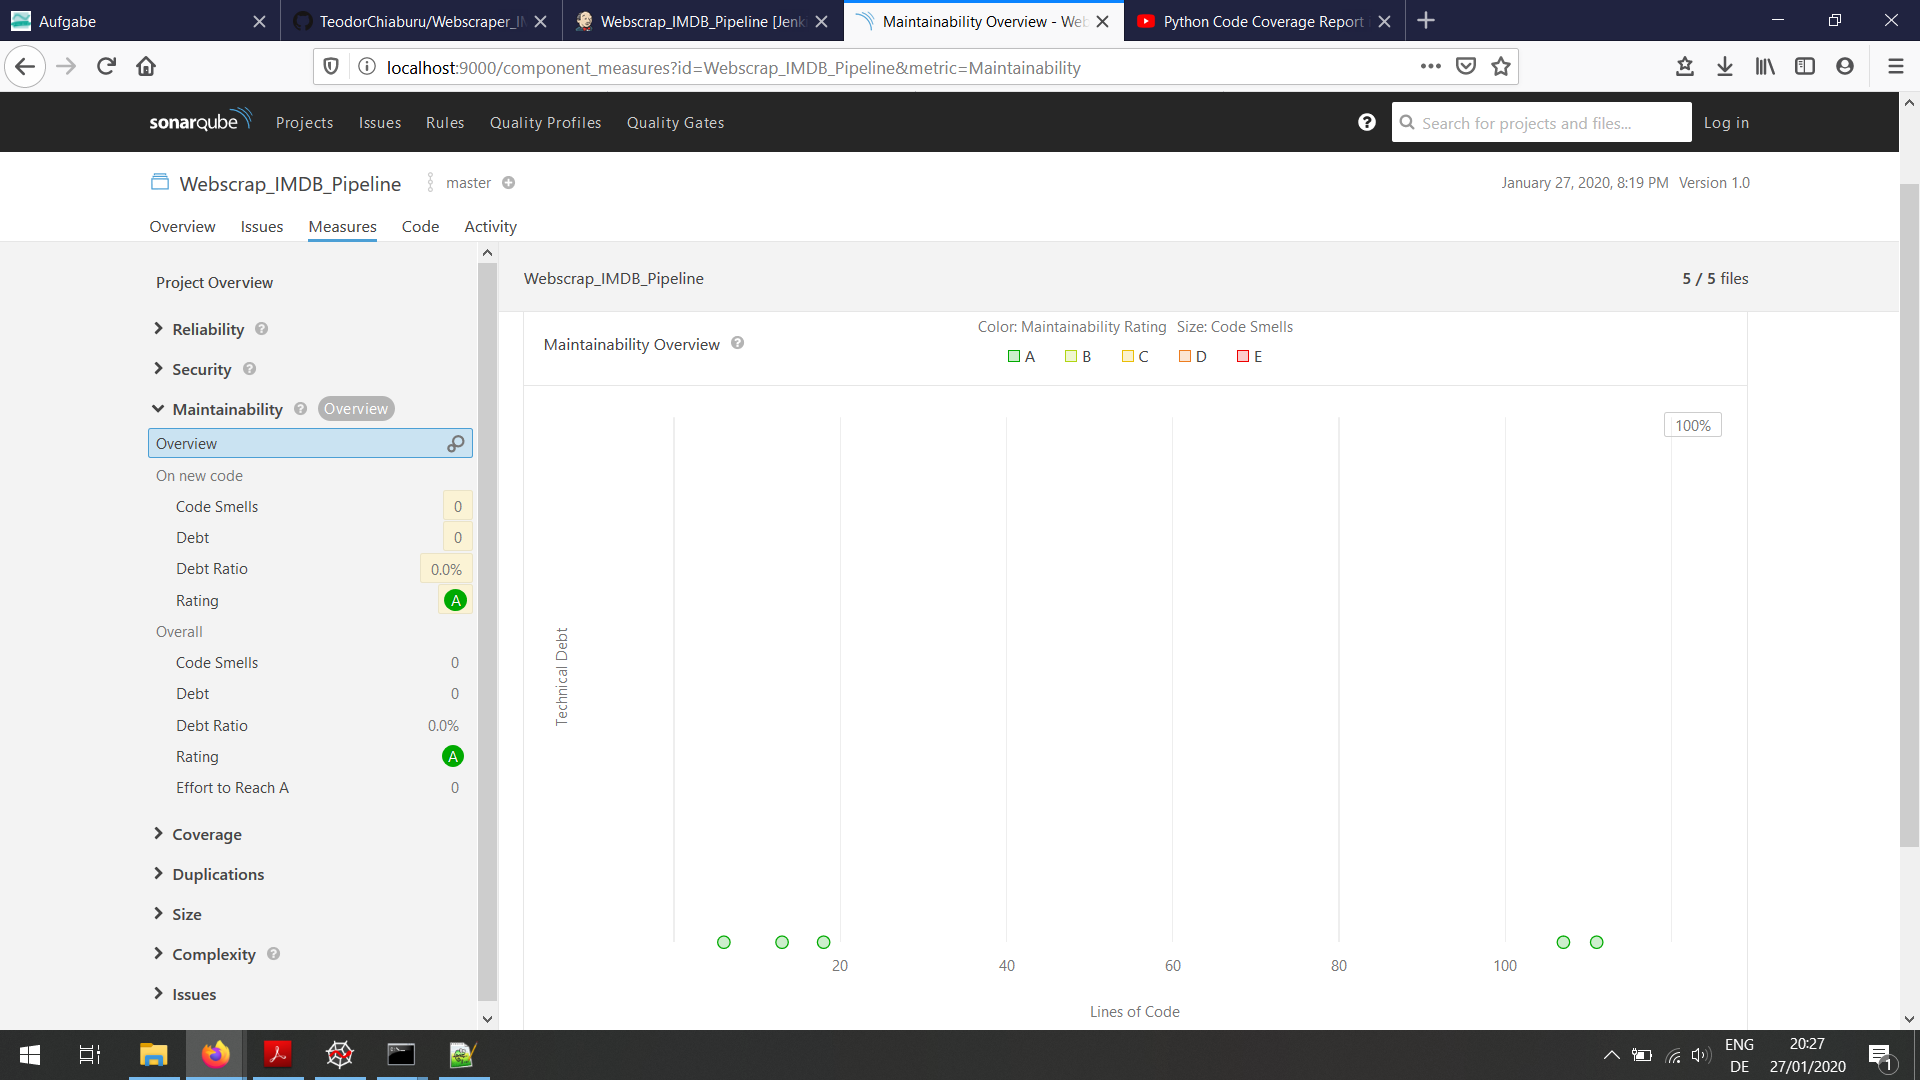 Aufgabe
TeodorChiaburu/Webscraper_I
Webscrap_IMDB_Pipeline [Jenki
Maintainability Overview - Web
Python Code Coverage Report
localhost:9000/component_measures?id=Webscrap_IMDB_Pipeline&metric=Maintainability
sonarqube Projects Issues Rules Quality Profiles Quality Gates
? Search for projects and files... Log in
Webscrap_IMDB_Pipeline master
January 27, 2020, 8:19 PM Version 1.0
Overview Issues Measures Code Activity
Project Overview
Reliability ?
Security ?
Maintainability ? Overview
Overview
On new code
Code Smells 0
Debt 0
Debt Ratio 0.0%
Rating A
Overall
Code Smells 0
Debt 0
Debt Ratio 0.0%
Rating A
Effort to Reach A 0
Coverage
Duplications
Size
Complexity ?
Issues
Webscrap_IMDB_Pipeline
5 / 5 files
Maintainability Overview ?
Color: Maintainability Rating Size: Code Smells
A B C D E
100%
Technical Debt
20 40 60 80 100
Lines of Code
ENG
DE
20:27
27/01/2020
1